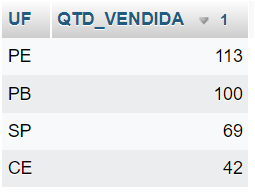 UF QTD_VENDIDA 1
PE 113
PB 100
SP 69
CE 42